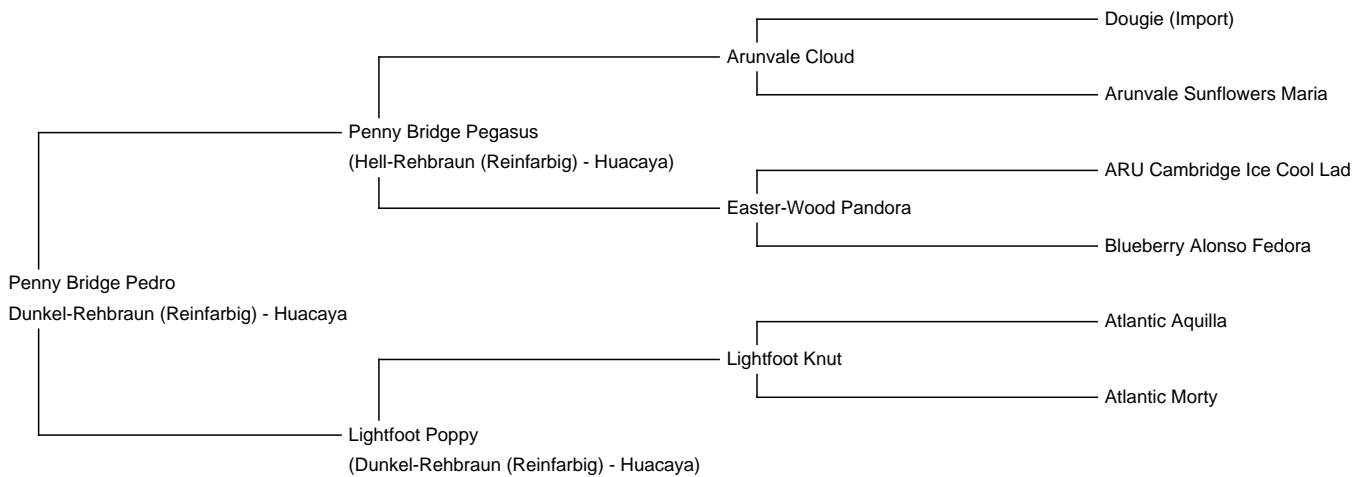 Dougie (Import)
Arunvale Cloud
Arunvale Sunflowers Maria
Penny Bridge Pegasus
(Hell-Rehbraun (Reinfarbig) - Huacaya)
ARU Cambridge Ice Cool Lad
Easter-Wood Pandora
Blueberry Alonso Fedora
Penny Bridge Pedro
Dunkel-Rehbraun (Reinfarbig) - Huacaya
Atlantic Aquilla
Lightfoot Knut
Atlantic Morty
Lightfoot Poppy
(Dunkel-Rehbraun (Reinfarbig) - Huacaya)